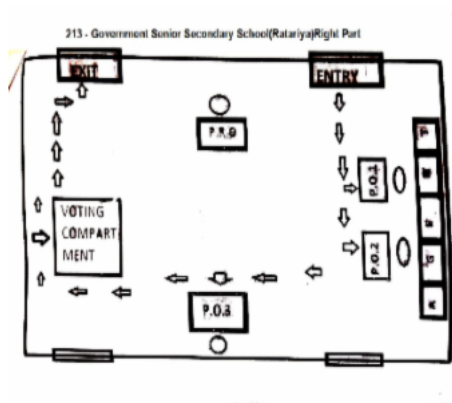 213 - Government Senior Secondary School(Ratariya)Right Part
EXIT
ENTRY
P.R.O
P.O.1
VOTING
COMPART
MENT
P.O.2
P.O.3